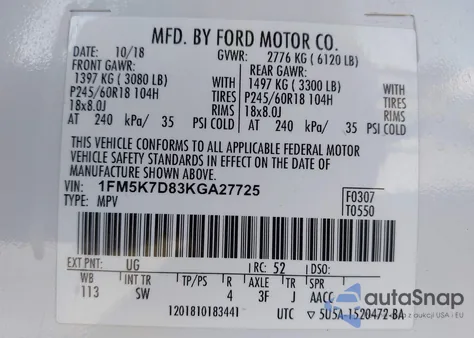 MFD. BY FORD MOTOR CO.
DATE: 10/18 GVWR: 2776 KG ( 6120 LB)
FRONT GAWR: REAR GAWR:
1397 KG ( 3080 LB) WITH 1497 KG ( 3300 LB) WITH
P245/60R18 104H TIRES P245/60R18 104H TIRES
18x8.0J RIMS 18x8.0J RIMS
AT 240 kPa/ 35 PSI COLD AT 240 kPa/ 35 PSI COLD
THIS VEHICLE CONFORMS TO ALL APPLICABLE FEDERAL MOTOR
VEHICLE SAFETY STANDARDS IN EFFECT ON THE DATE OF
MANUFACTURE SHOWN ABOVE.
VIN: 1FM5K7D83KGA27725 F0307
TYPE: MPV T0550
EXT PNT: UG RC: 52 DSO:
WB INT TR TP/PS R AXLE TR SPR
113 SW 4 3F J AACC
1201810183441 UTC 5U5A-1520472-BA
autoSnap